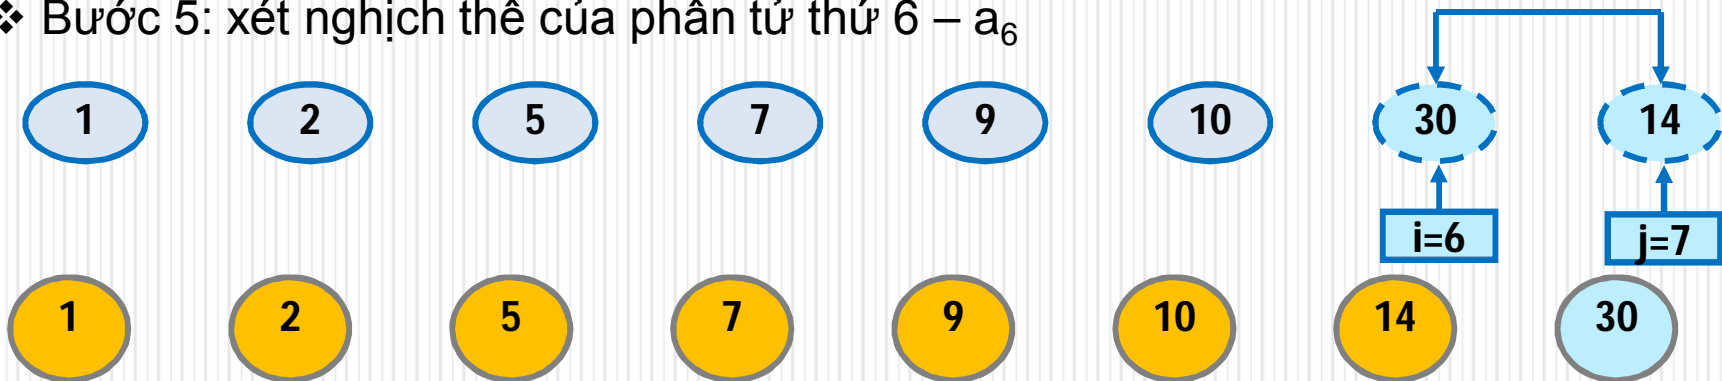 ❖ Bước 5: xét nghịch thế của phần tử thứ 6 – a₆
1 2 5 7 9 10 30 14
i=6 j=7
1 2 5 7 9 10 14 30